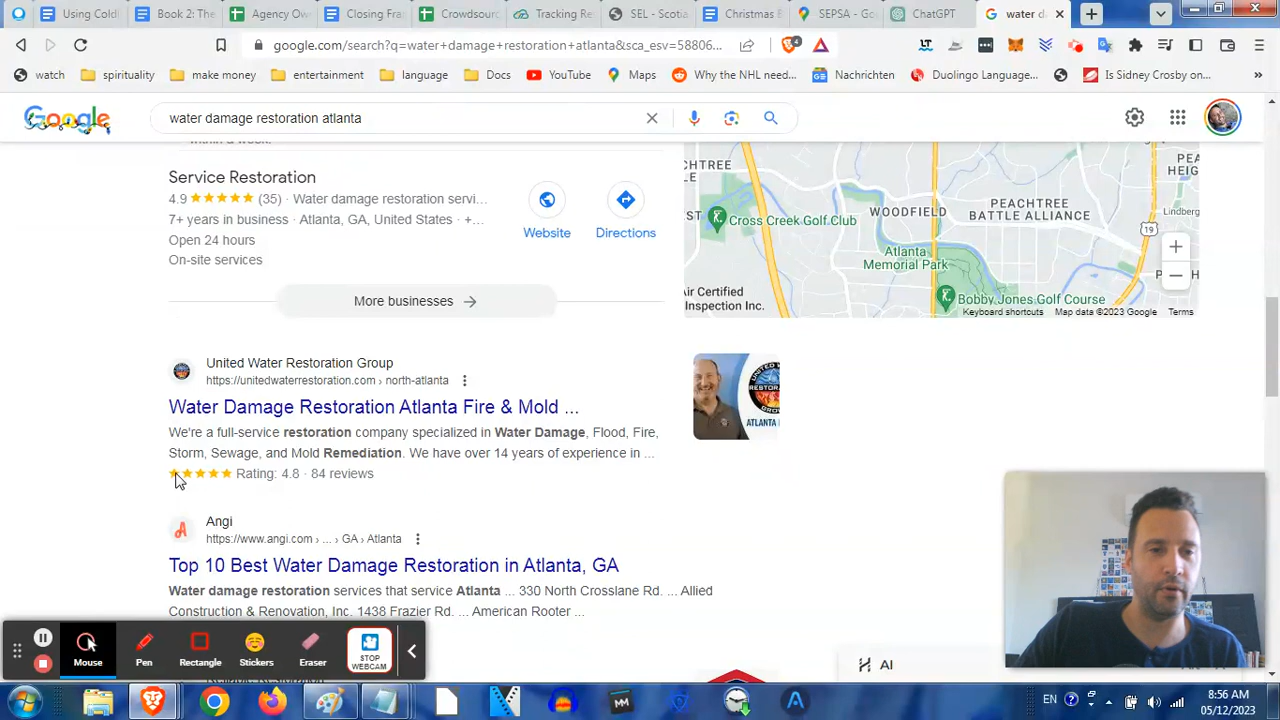 Using Cold
Book 2: The
Agency Ow
Closing Fra
Crowdsour
Tracking Re
SEL - Scotia
Christmas B
SEPSA - Go
ChatGPT
water d
google.com/search?q=water+damage+restoration+atlanta&sca_esv=58806...
4
watch
spirituality
make money
entertainment
language
Docs
YouTube
Maps
Why the NHL need...
Nachrichten
Duolingo Language...
Is Sidney Crosby on...
»
Google
water damage restoration atlanta
within a week.
Service Restoration
4.9 (35) · Water damage restoration servi...
7+ years in business · Atlanta, GA, United States · +...
Open 24 hours
On-site services
Website
Directions
More businesses
Cross Creek Golf Club
WOODFIELD
PEACHTREE
BATTLE ALLIANCE
PEACHTREE
HEIG
Lindberg
19
Atlanta
Memorial Park
Bobby Jones Golf Course
Air Certified
Inspection Inc.
Keyboard shortcuts
Map data ©2023 Google
Terms
United Water Restoration Group
https://unitedwaterrestoration.com › north-atlanta
Water Damage Restoration Atlanta Fire & Mold ...
We're a full-service restoration company specialized in Water Damage, Flood, Fire,
Storm, Sewage, and Mold Remediation. We have over 14 years of experience in ...
Rating: 4.8 · 84 reviews
Angi
https://www.angi.com › ... › GA › Atlanta
Top 10 Best Water Damage Restoration in Atlanta, GA
Water damage restoration services that service Atlanta ... 330 North Crosslane Rd. ... Allied
Construction & Renovation, Inc. 1438 Frazier Rd. ... American Rooter ...
Mouse
Pen
Rectangle
Stickers
Eraser
STOP
WEBCAM
AI
EN
8:56 AM
05/12/2023